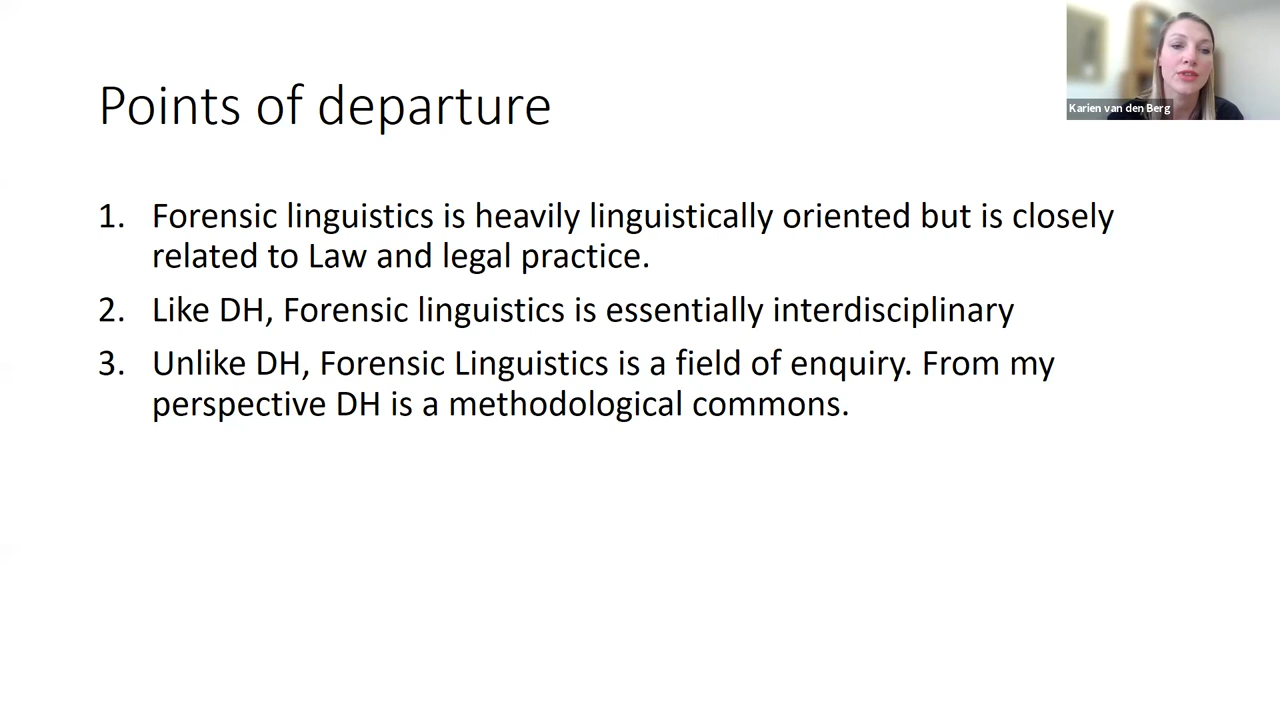 Karien van den Berg
Points of departure
1. Forensic linguistics is heavily linguistically oriented but is closely
related to Law and legal practice.
2. Like DH, Forensic linguistics is essentially interdisciplinary
3. Unlike DH, Forensic Linguistics is a field of enquiry. From my
perspective DH is a methodological commons.